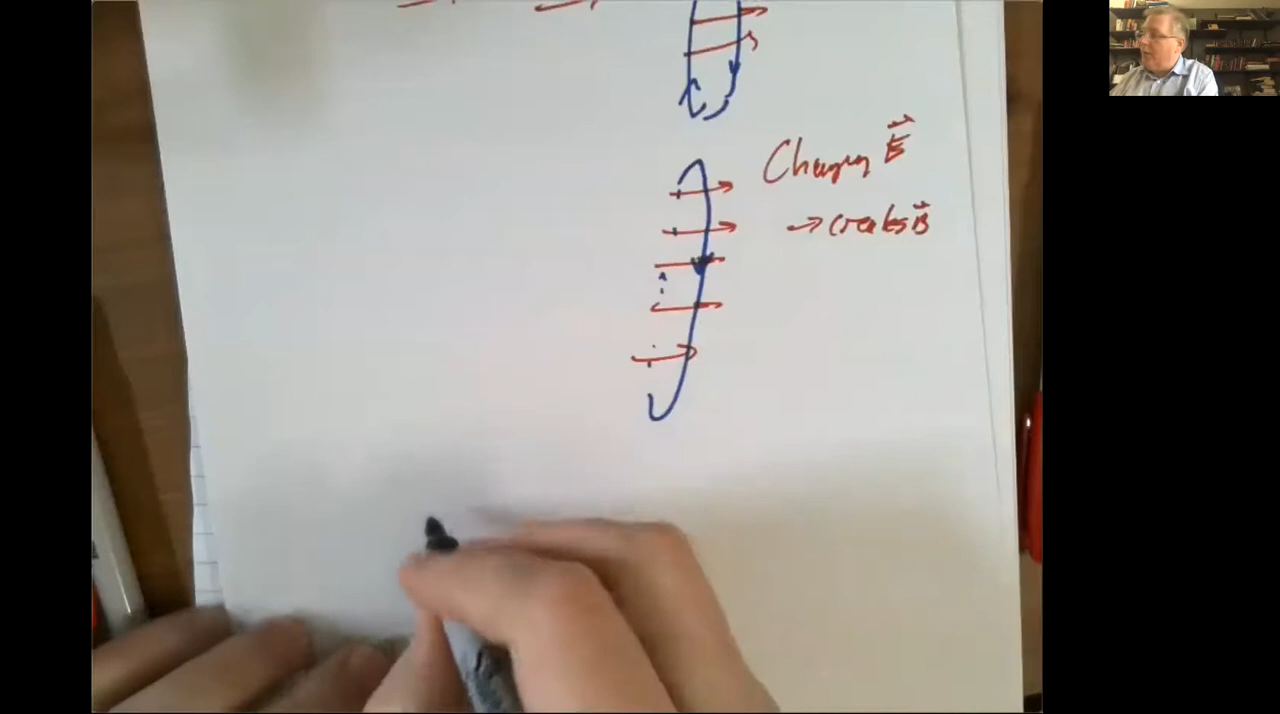 Changing E⃗
→ creates B⃗